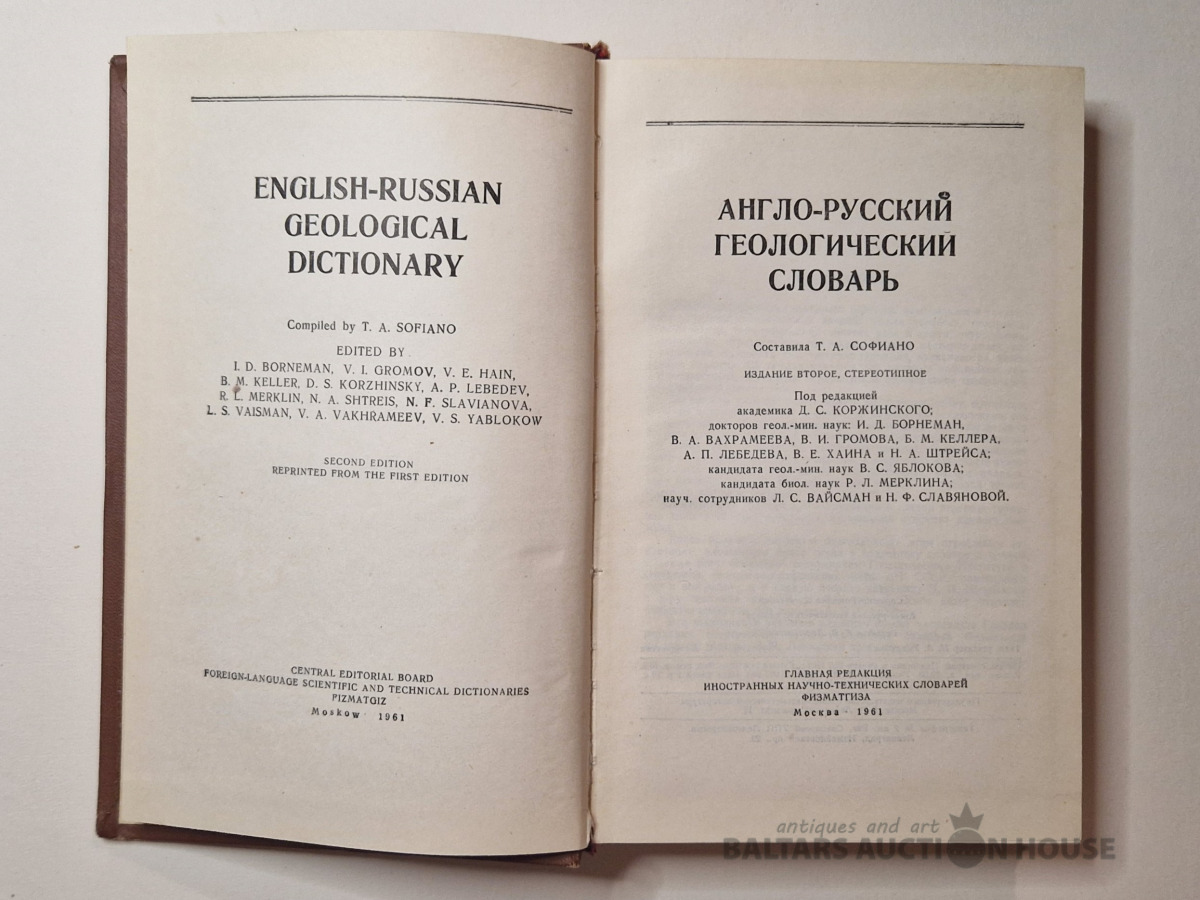 ENGLISH-RUSSIAN
GEOLOGICAL
DICTIONARY
Compiled by T. A. SOFIANO
EDITED BY
I. D. BORNEMAN, V. I. GROMOV, V. E. HAIN,
B. M. KELLER, D. S. KORZHINSKY, A. P. LEBEDEV,
R. L. MERKLIN, N. A. SHTREIS, N. F. SLAVIANOVA,
L. S. VAISMAN, V. A. VAKHRAMEEV, V. S. YABLOKOW
SECOND EDITION
REPRINTED FROM THE FIRST EDITION
CENTRAL EDITORIAL BOARD
FOREIGN-LANGUAGE SCIENTIFIC AND TECHNICAL DICTIONARIES
PIZMATGIZ
Moskow · 1961
АНГЛО-РУССКИЙ
ГЕОЛОГИЧЕСКИЙ
СЛОВАРЬ
Составила Т. А. СОФИАНО
ИЗДАНИЕ ВТОРОЕ, СТЕРЕОТИПНОЕ
Под редакцией
академика Д. С. КОРЖИНСКОГО;
докторов геол.-мин. наук: И. Д. БОРНЕМАН,
В. А. ВАХРАМЕЕВА, В. И. ГРОМОВА, Б. М. КЕЛЛЕРА,
А. П. ЛЕБЕДЕВА, В. Е. ХАИНА и Н. А. ШТРЕЙСА;
кандидата геол.-мин. наук В. С. ЯБЛОКОВА;
кандидата биол. наук Р. Л. МЕРКЛИНА;
науч. сотрудников Л. С. ВАЙСМАН и Н. Ф. СЛАВЯНОВОЙ.
ГЛАВНАЯ РЕДАКЦИЯ
ИНОСТРАННЫХ НАУЧНО-ТЕХНИЧЕСКИХ СЛОВАРЕЙ
ФИЗМАТГИЗА
Москва · 1961
antiques and art
BALTARS AUCTION HOUSE